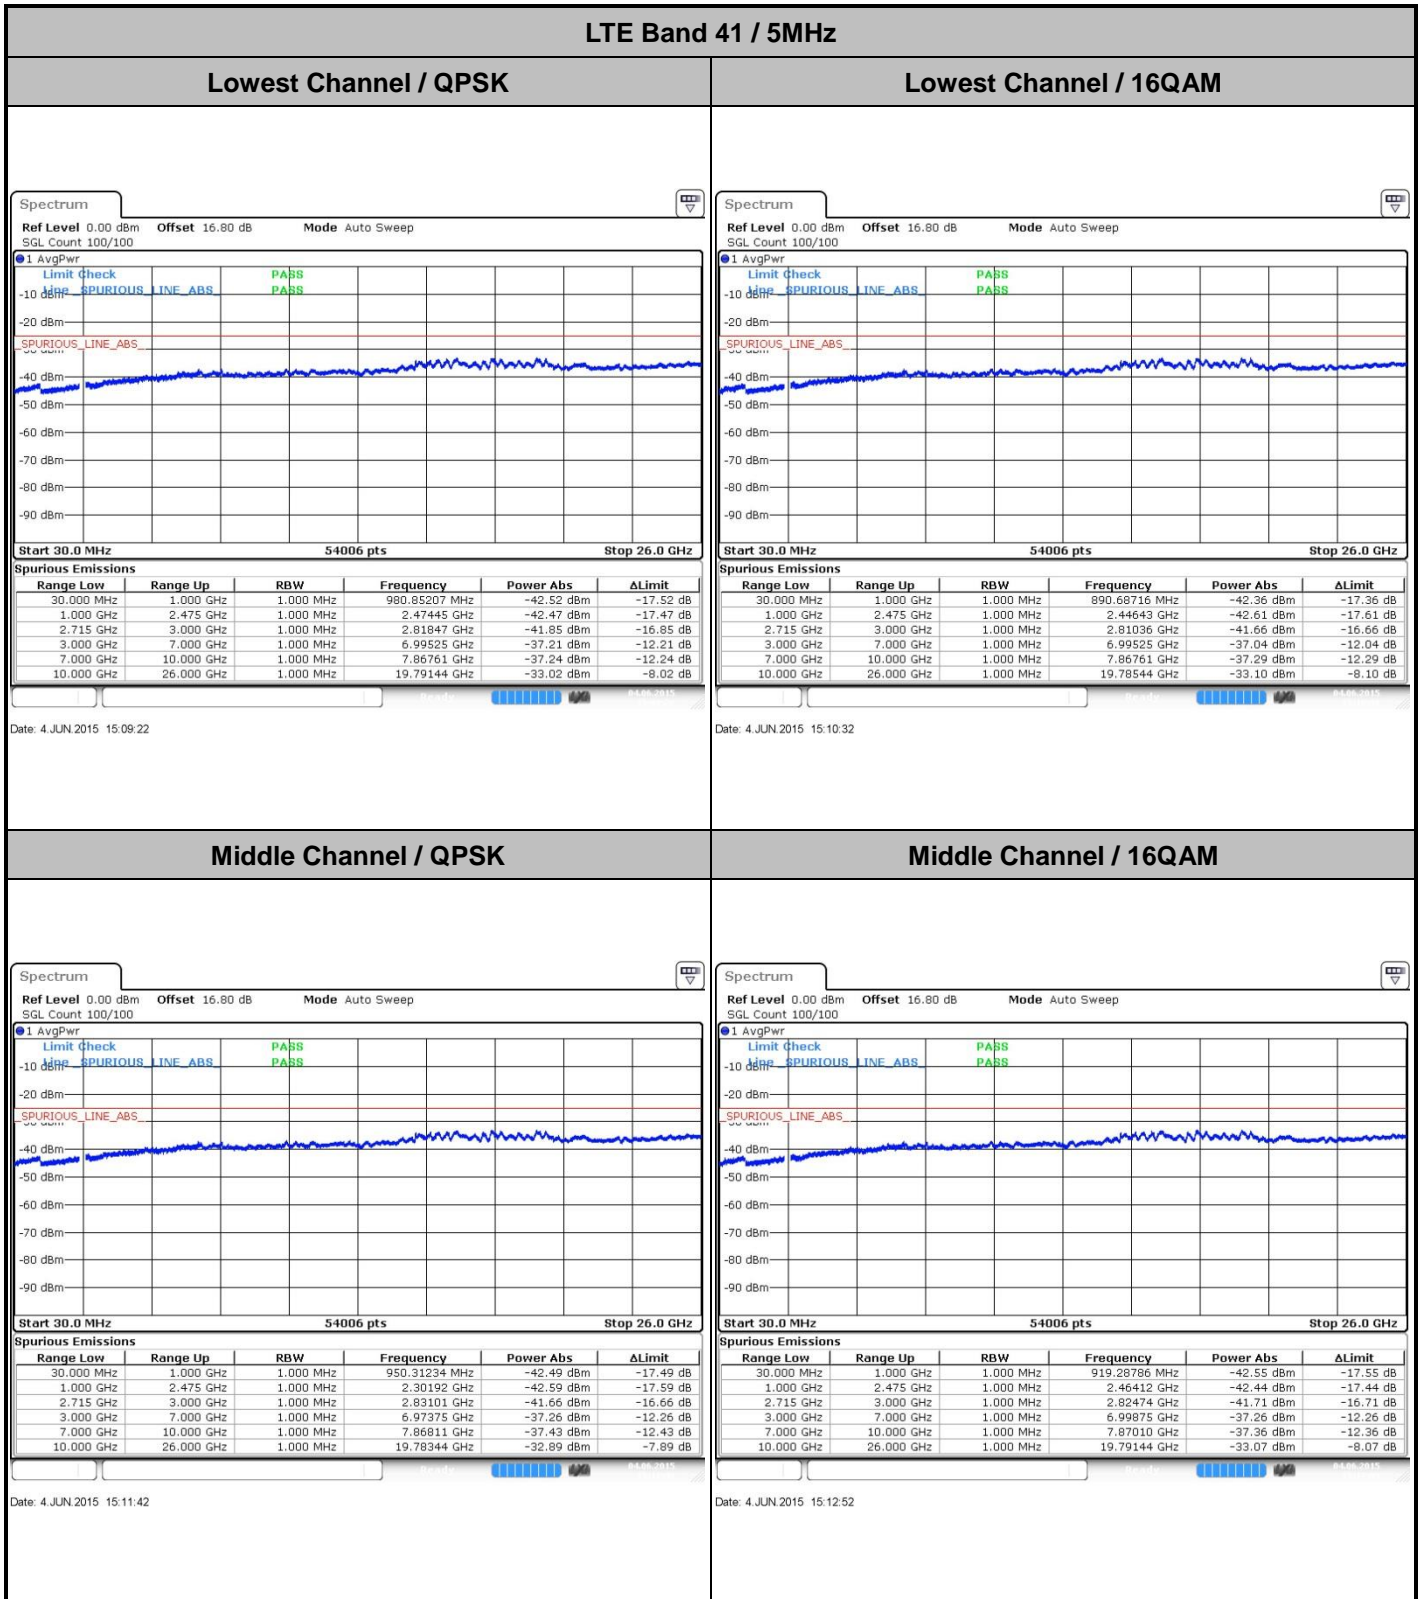 LTE Band 41 / 5MHz
Lowest Channel / QPSK
Lowest Channel / 16QAM
Spectrum
Ref Level 0.00 dBm Offset 16.80 dB Mode Auto Sweep
SGL Count 100/100
1 AvgPwr
Limit Check PASS
Line _SPURIOUS_LINE_ABS_ PASS
-10 dBm
-20 dBm
_SPURIOUS_LINE_ABS_
-40 dBm
-50 dBm
-60 dBm
-70 dBm
-80 dBm
-90 dBm
Start 30.0 MHz 54006 pts Stop 26.0 GHz
Spurious Emissions
Range Low Range Up RBW Frequency Power Abs ΔLimit
30.000 MHz 1.000 GHz 1.000 MHz 980.85207 MHz -42.52 dBm -17.52 dB
1.000 GHz 2.475 GHz 1.000 MHz 2.47445 GHz -42.47 dBm -17.47 dB
2.715 GHz 3.000 GHz 1.000 MHz 2.81847 GHz -41.85 dBm -16.85 dB
3.000 GHz 7.000 GHz 1.000 MHz 6.99525 GHz -37.21 dBm -12.21 dB
7.000 GHz 10.000 GHz 1.000 MHz 7.86761 GHz -37.24 dBm -12.24 dB
10.000 GHz 26.000 GHz 1.000 MHz 19.79144 GHz -33.02 dBm -8.02 dB
04.06.2015
Date: 4.JUN.2015 15:09:22
Spectrum
Ref Level 0.00 dBm Offset 16.80 dB Mode Auto Sweep
SGL Count 100/100
1 AvgPwr
Limit Check PASS
Line _SPURIOUS_LINE_ABS_ PASS
-10 dBm
-20 dBm
_SPURIOUS_LINE_ABS_
-40 dBm
-50 dBm
-60 dBm
-70 dBm
-80 dBm
-90 dBm
Start 30.0 MHz 54006 pts Stop 26.0 GHz
Spurious Emissions
Range Low Range Up RBW Frequency Power Abs ΔLimit
30.000 MHz 1.000 GHz 1.000 MHz 890.68716 MHz -42.36 dBm -17.36 dB
1.000 GHz 2.475 GHz 1.000 MHz 2.44643 GHz -42.61 dBm -17.61 dB
2.715 GHz 3.000 GHz 1.000 MHz 2.81036 GHz -41.66 dBm -16.66 dB
3.000 GHz 7.000 GHz 1.000 MHz 6.99525 GHz -37.04 dBm -12.04 dB
7.000 GHz 10.000 GHz 1.000 MHz 7.86761 GHz -37.29 dBm -12.29 dB
10.000 GHz 26.000 GHz 1.000 MHz 19.78544 GHz -33.10 dBm -8.10 dB
04.06.2015
Date: 4.JUN.2015 15:10:32
Middle Channel / QPSK
Middle Channel / 16QAM
Spectrum
Ref Level 0.00 dBm Offset 16.80 dB Mode Auto Sweep
SGL Count 100/100
1 AvgPwr
Limit Check PASS
Line _SPURIOUS_LINE_ABS_ PASS
-10 dBm
-20 dBm
_SPURIOUS_LINE_ABS_
-40 dBm
-50 dBm
-60 dBm
-70 dBm
-80 dBm
-90 dBm
Start 30.0 MHz 54006 pts Stop 26.0 GHz
Spurious Emissions
Range Low Range Up RBW Frequency Power Abs ΔLimit
30.000 MHz 1.000 GHz 1.000 MHz 950.31234 MHz -42.49 dBm -17.49 dB
1.000 GHz 2.475 GHz 1.000 MHz 2.30192 GHz -42.59 dBm -17.59 dB
2.715 GHz 3.000 GHz 1.000 MHz 2.83101 GHz -41.66 dBm -16.66 dB
3.000 GHz 7.000 GHz 1.000 MHz 6.97375 GHz -37.26 dBm -12.26 dB
7.000 GHz 10.000 GHz 1.000 MHz 7.86811 GHz -37.43 dBm -12.43 dB
10.000 GHz 26.000 GHz 1.000 MHz 19.78344 GHz -32.89 dBm -7.89 dB
04.06.2015
Date: 4.JUN.2015 15:11:42
Spectrum
Ref Level 0.00 dBm Offset 16.80 dB Mode Auto Sweep
SGL Count 100/100
1 AvgPwr
Limit Check PASS
Line _SPURIOUS_LINE_ABS_ PASS
-10 dBm
-20 dBm
_SPURIOUS_LINE_ABS_
-40 dBm
-50 dBm
-60 dBm
-70 dBm
-80 dBm
-90 dBm
Start 30.0 MHz 54006 pts Stop 26.0 GHz
Spurious Emissions
Range Low Range Up RBW Frequency Power Abs ΔLimit
30.000 MHz 1.000 GHz 1.000 MHz 919.28786 MHz -42.55 dBm -17.55 dB
1.000 GHz 2.475 GHz 1.000 MHz 2.46412 GHz -42.44 dBm -17.44 dB
2.715 GHz 3.000 GHz 1.000 MHz 2.82474 GHz -41.71 dBm -16.71 dB
3.000 GHz 7.000 GHz 1.000 MHz 6.99875 GHz -37.26 dBm -12.26 dB
7.000 GHz 10.000 GHz 1.000 MHz 7.87010 GHz -37.36 dBm -12.36 dB
10.000 GHz 26.000 GHz 1.000 MHz 19.79144 GHz -33.07 dBm -8.07 dB
04.06.2015
Date: 4.JUN.2015 15:12:52